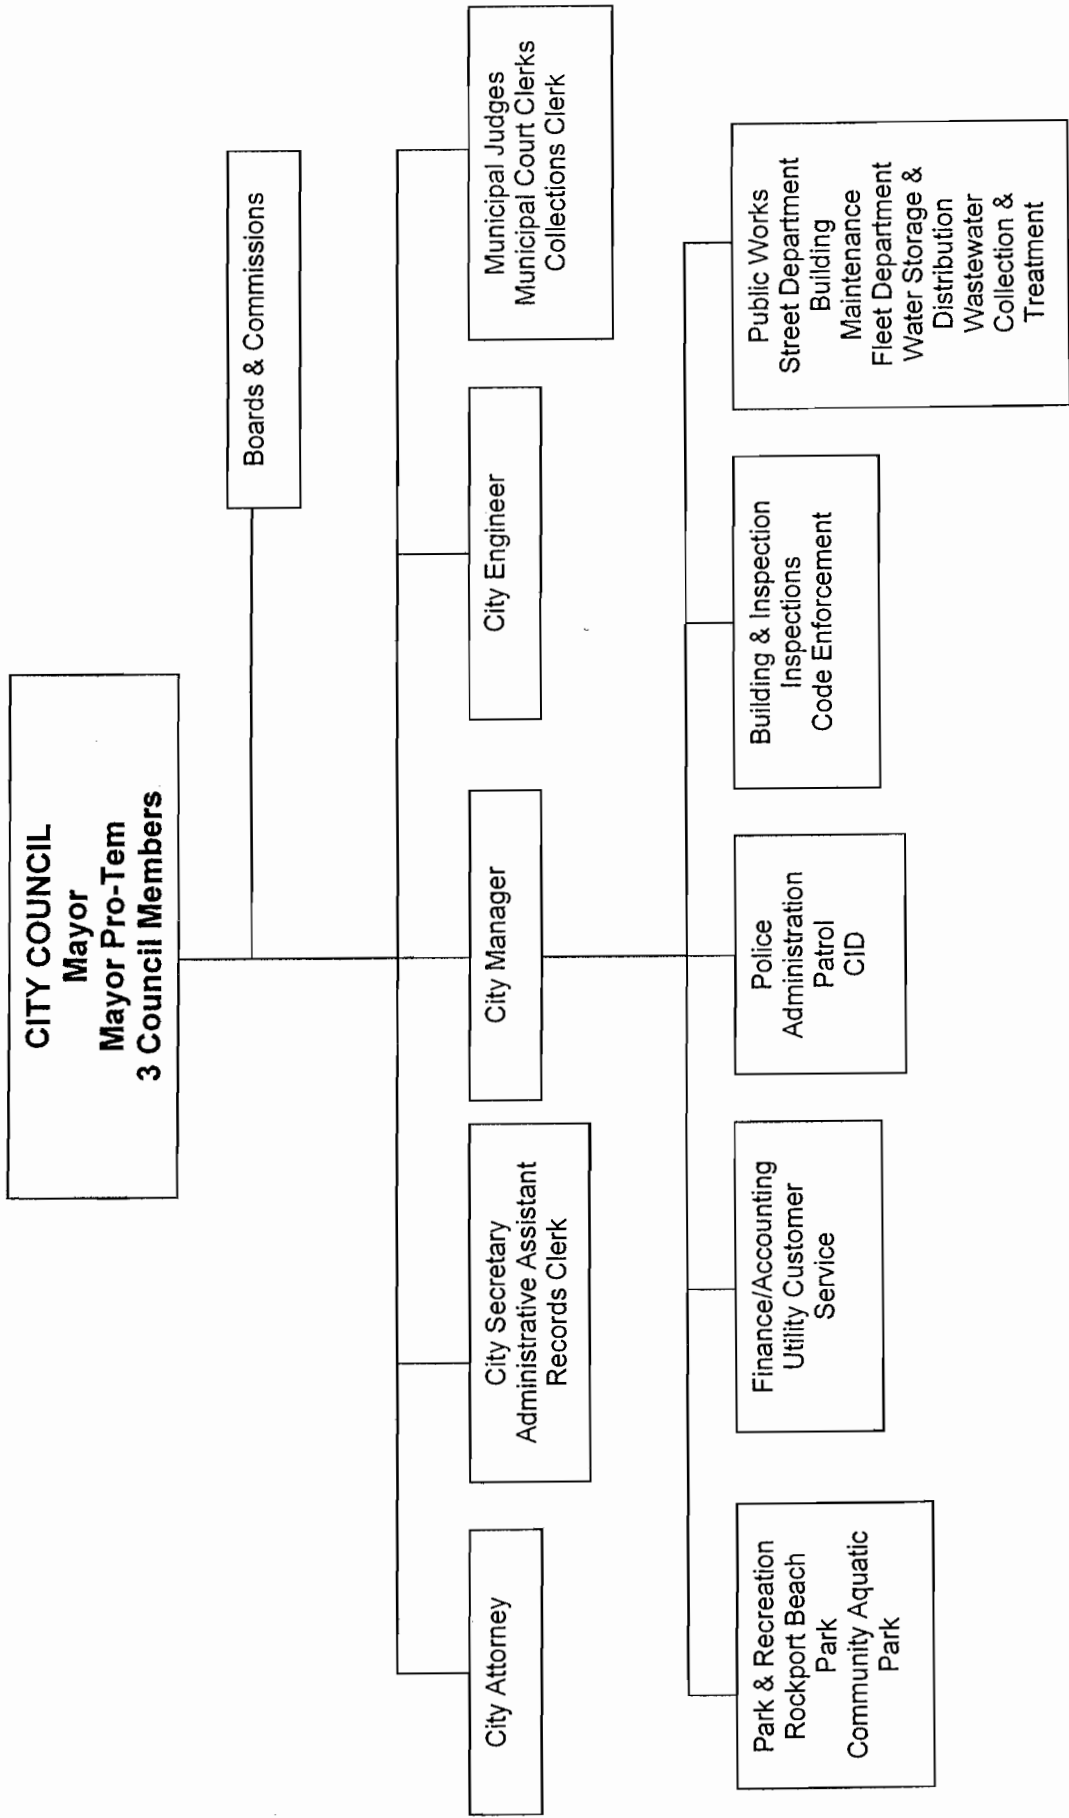 CITY COUNCIL
Mayor
Mayor Pro-Tem
3 Council Members
Boards & Commissions
City Attorney
City Secretary
Administrative Assistant
Records Clerk
City Manager
City Engineer
Municipal Judges
Municipal Court Clerks
Collections Clerk
Park & Recreation
Rockport Beach
Park
Community Aquatic
Park
Finance/Accounting
Utility Customer
Service
Police
Administration
Patrol
CID
Building & Inspection
Inspections
Code Enforcement
Public Works
Street Department
Building
Maintenance
Fleet Department
Water Storage &
Distribution
Wastewater
Collection &
Treatment